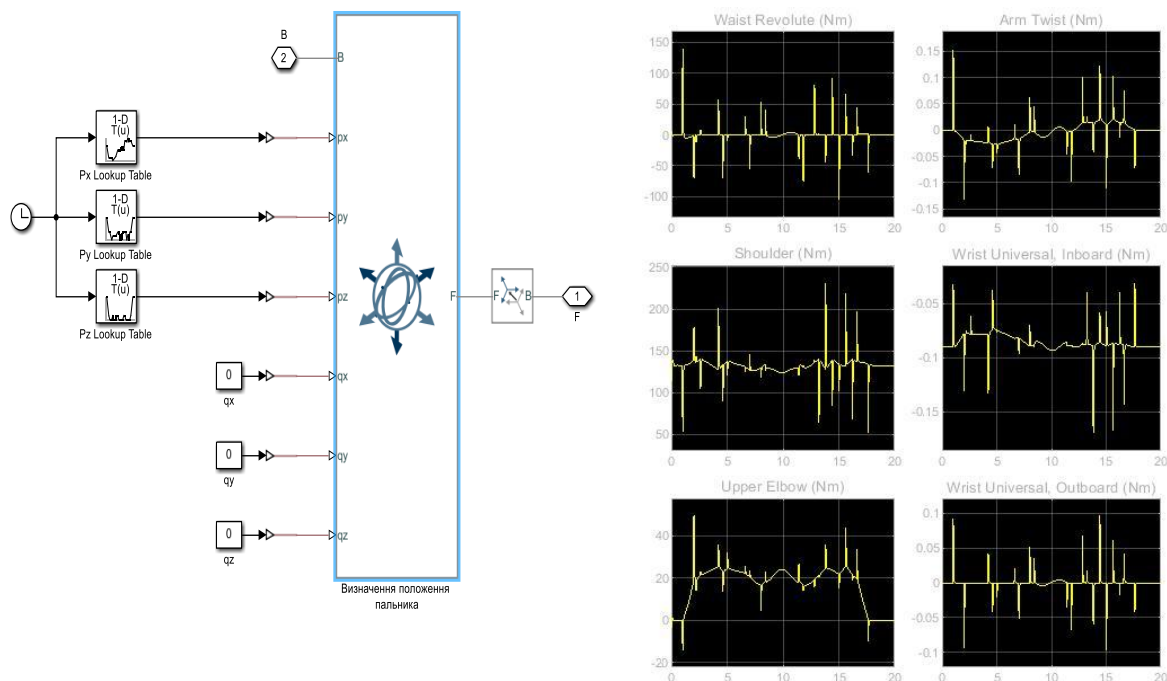 B
2
B
1-D
T(u)
Px Lookup Table
px
1-D
T(u)
Py Lookup Table
py
1-D
T(u)
Pz Lookup Table
pz
F
F
B
1
F
0
qx
qx
0
qy
qy
0
qz
qz
Визначення положення
пальника
Waist Revolute (Nm)
150
100
50
0
-50
-100
0
5
10
15
20
Arm Twist (Nm)
0.15
0.1
0.05
0
-0.05
-0.1
-0.15
0
5
10
15
20
Shoulder (Nm)
250
200
150
100
50
0
5
10
15
20
Wrist Universal, Inboard (Nm)
-0.05
-0.1
-0.15
0
5
10
15
20
Upper Elbow (Nm)
40
20
0
-20
0
5
10
15
20
Wrist Universal, Outboard (Nm)
0.1
0.05
0
-0.05
-0.1
0
5
10
15
20